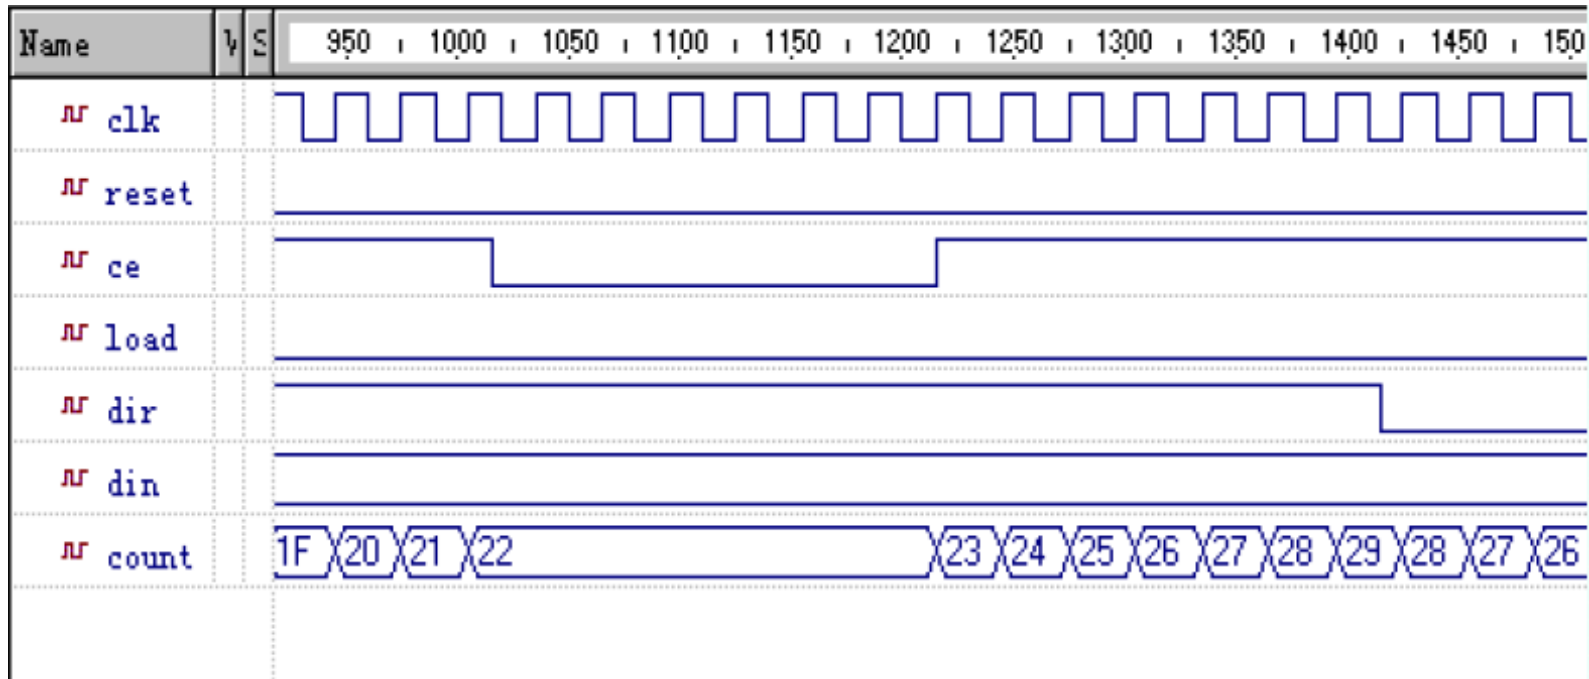 Name S 950 1000 1050 1100 1150 1200 1250 1300 1350 1400 1450 150
clk
reset
ce
load
dir
din
count 1F 20 21 22 23 24 25 26 27 28 29 28 27 26